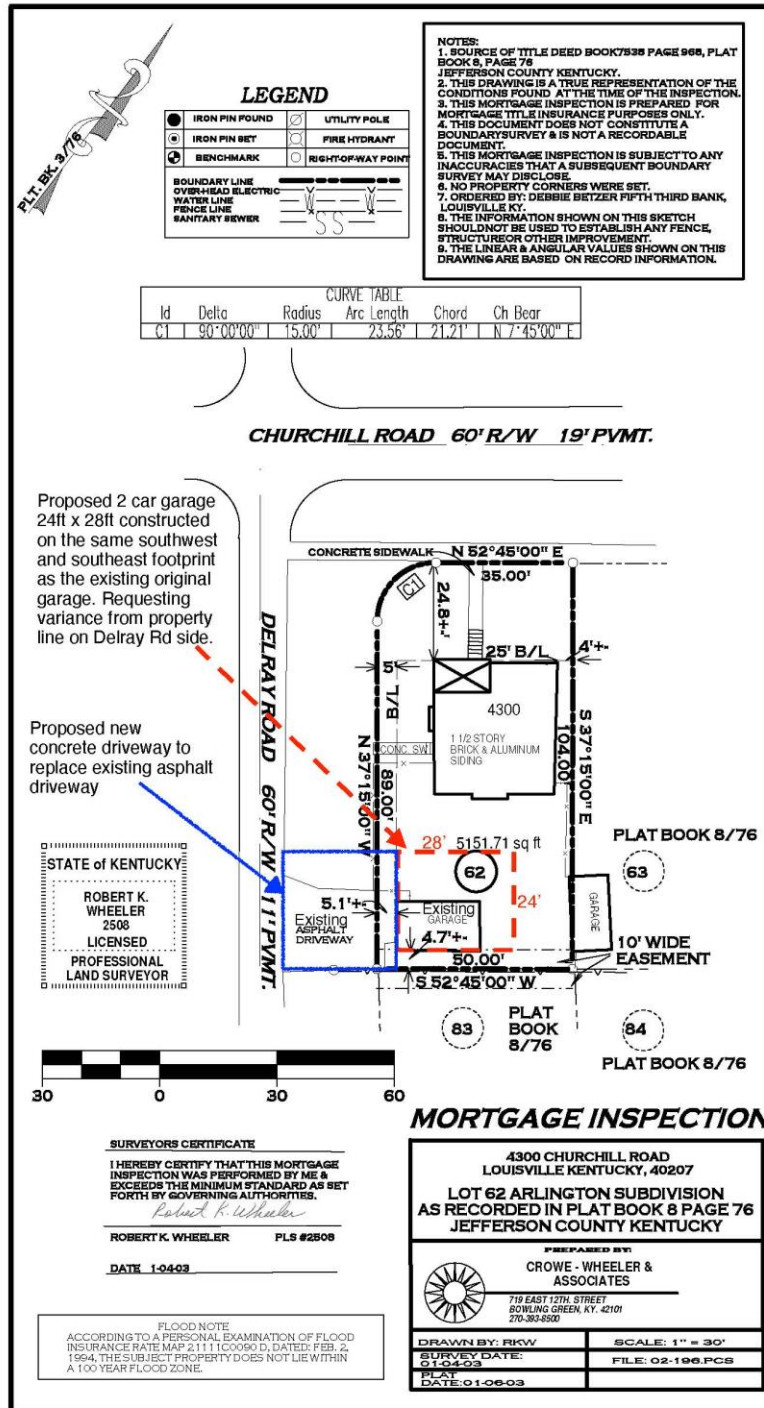 PLT. BK. 3/76
LEGEND
IRON PIN FOUND
UTILITY POLE
IRON PIN SET
FIRE HYDRANT
BENCHMARK
RIGHT-OF-WAY POINT
BOUNDARY LINE
OVER-HEAD ELECTRIC
WATER LINE
FENCE LINE
SANITARY SEWER
NOTES:
1. SOURCE OF TITLE DEED BOOK7538 PAGE 968, PLAT
BOOK 8, PAGE 76
JEFFERSON COUNTY KENTUCKY.
2. THIS DRAWING IS A TRUE REPRESENTATION OF THE
CONDITIONS FOUND AT THE TIME OF THE INSPECTION.
3. THIS MORTGAGE INSPECTION IS PREPARED FOR
MORTGAGE TITLE INSURANCE PURPOSES ONLY.
4. THIS DOCUMENT DOES NOT CONSTITUTE A
BOUNDARYSURVEY & IS NOT A RECORDABLE
DOCUMENT.
5. THIS MORTGAGE INSPECTION IS SUBJECT TO ANY
INACCURACIES THAT A SUBSEQUENT BOUNDARY
SURVEY MAY DISCLOSE.
6. NO PROPERTY CORNERS WERE SET.
7. ORDERED BY: DEBBIE BETZER FIFTH THIRD BANK,
LOUISVILLE KY.
8. THE INFORMATION SHOWN ON THIS SKETCH
SHOULDNOT BE USED TO ESTABLISH ANY FENCE,
STRUCTUREOR OTHER IMPROVEMENT.
9. THE LINEAR & ANGULAR VALUES SHOWN ON THIS
DRAWING ARE BASED ON RECORD INFORMATION.
CURVE TABLE
Id Delta Radius Arc Length Chord Ch Bear
C1 90°00'00" 15.00' 23.56' 21.21' N 7°45'00" E
CHURCHILL ROAD 60' R/W 19' PVMT.
Proposed 2 car garage
24ft x 28ft constructed
on the same southwest
and southeast footprint
as the existing original
garage. Requesting
variance from property
line on Delray Rd side.
Proposed new
concrete driveway to
replace existing asphalt
driveway
CONCRETE SIDEWALK
N 52°45'00" E
35.00'
C1
24.8+-'
25' B/L
4'+-
5'
B/L
4300
1 1/2 STORY
BRICK & ALUMINUM
SIDING
CONC. SW
DELRAY ROAD 60' R/W 11' PVMT.
N 37°15'00" W
89.00'
S 37°15'00" E
104.00'
28'
5151.71 sq ft
62
24'
5.1'+-
Existing
ASPHALT
DRIVEWAY
Existing
GARAGE
4.7'+-
50.00'
S 52°45'00" W
GARAGE
PLAT BOOK 8/76
63
10' WIDE
EASEMENT
83
PLAT
BOOK
8/76
84
PLAT BOOK 8/76
STATE of KENTUCKY
ROBERT K.
WHEELER
2508
LICENSED
PROFESSIONAL
LAND SURVEYOR
30 0 30 60
SURVEYORS CERTIFICATE
I HEREBY CERTIFY THAT THIS MORTGAGE
INSPECTION WAS PERFORMED BY ME &
EXCEEDS THE MINIMUM STANDARD AS SET
FORTH BY GOVERNING AUTHORITIES.
Robert K. Wheeler
ROBERT K. WHEELER PLS #2508
DATE 1-04-03
FLOOD NOTE
ACCORDING TO A PERSONAL EXAMINATION OF FLOOD
INSURANCE RATE MAP 21111C0090 D, DATED: FEB. 2,
1994, THE SUBJECT PROPERTY DOES NOT LIE WITHIN
A 100 YEAR FLOOD ZONE.
MORTGAGE INSPECTION
4300 CHURCHILL ROAD
LOUISVILLE KENTUCKY, 40207
LOT 62 ARLINGTON SUBDIVISION
AS RECORDED IN PLAT BOOK 8 PAGE 76
JEFFERSON COUNTY KENTUCKY
PREPARED BY:
CROWE - WHEELER &
ASSOCIATES
719 EAST 12TH. STREET
BOWLING GREEN, KY. 42101
270-393-6500
DRAWN BY: RKW
SCALE: 1" = 30'
SURVEY DATE:
01-04-03
FILE: 02-196.PCS
PLAT
DATE:01-06-03